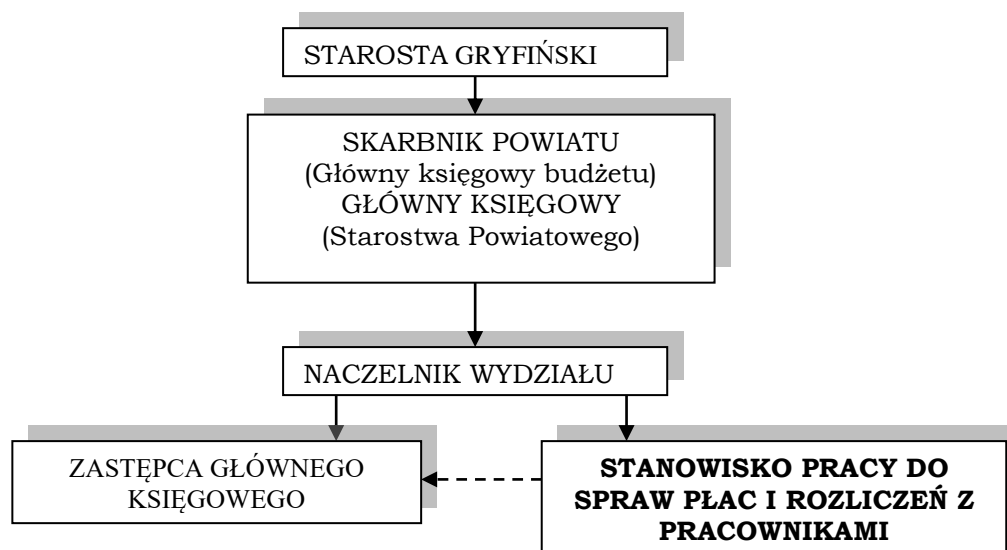 STAROSTA GRYFIŃSKI
SKARBNIK POWIATU
(Główny księgowy budżetu)
GŁÓWNY KSIĘGOWY
(Starostwa Powiatowego)
NACZELNIK WYDZIAŁU
ZASTĘPCA GŁÓWNEGO
KSIĘGOWEGO
STANOWISKO PRACY DO
SPRAW PŁAC I ROZLICZEŃ Z
PRACOWNIKAMI